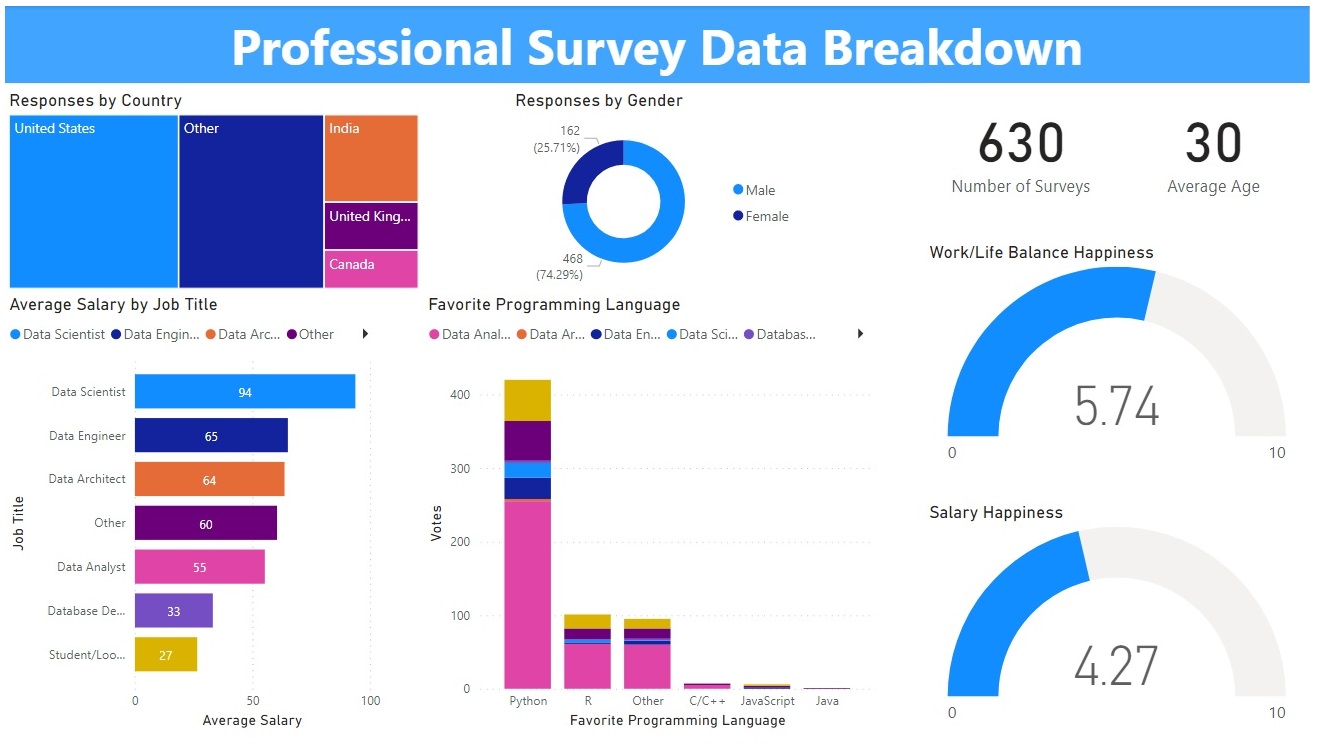 Professional Survey Data Breakdown
Responses by Country
United States
Other
India
United King...
Canada
Responses by Gender
162
(25.71%)
468
(74.29%)
Male
Female
630
Number of Surveys
30
Average Age
Work/Life Balance Happiness
5.74
0
10
Average Salary by Job Title
Data Scientist
Data Engin...
Data Arc...
Other
Job Title
Data Scientist
94
Data Engineer
65
Data Architect
64
Other
60
Data Analyst
55
Database De...
33
Student/Loo...
27
0
50
100
Average Salary
Favorite Programming Language
Data Anal...
Data Ar...
Data En...
Data Sci...
Databas...
Votes
400
300
200
100
0
Python
R
Other
C/C++
JavaScript
Java
Favorite Programming Language
Salary Happiness
4.27
0
10